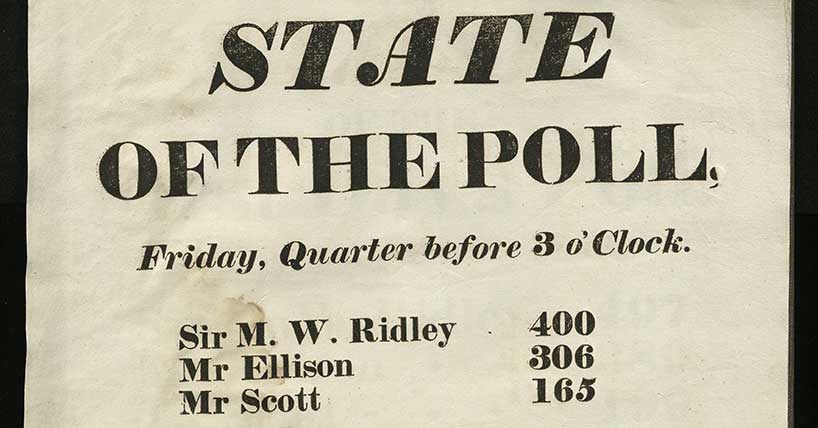 STATE
OF THE POLL,
Friday, Quarter before 3 o'Clock.
Sir M. W. Ridley 400
Mr Ellison 306
Mr Scott 165